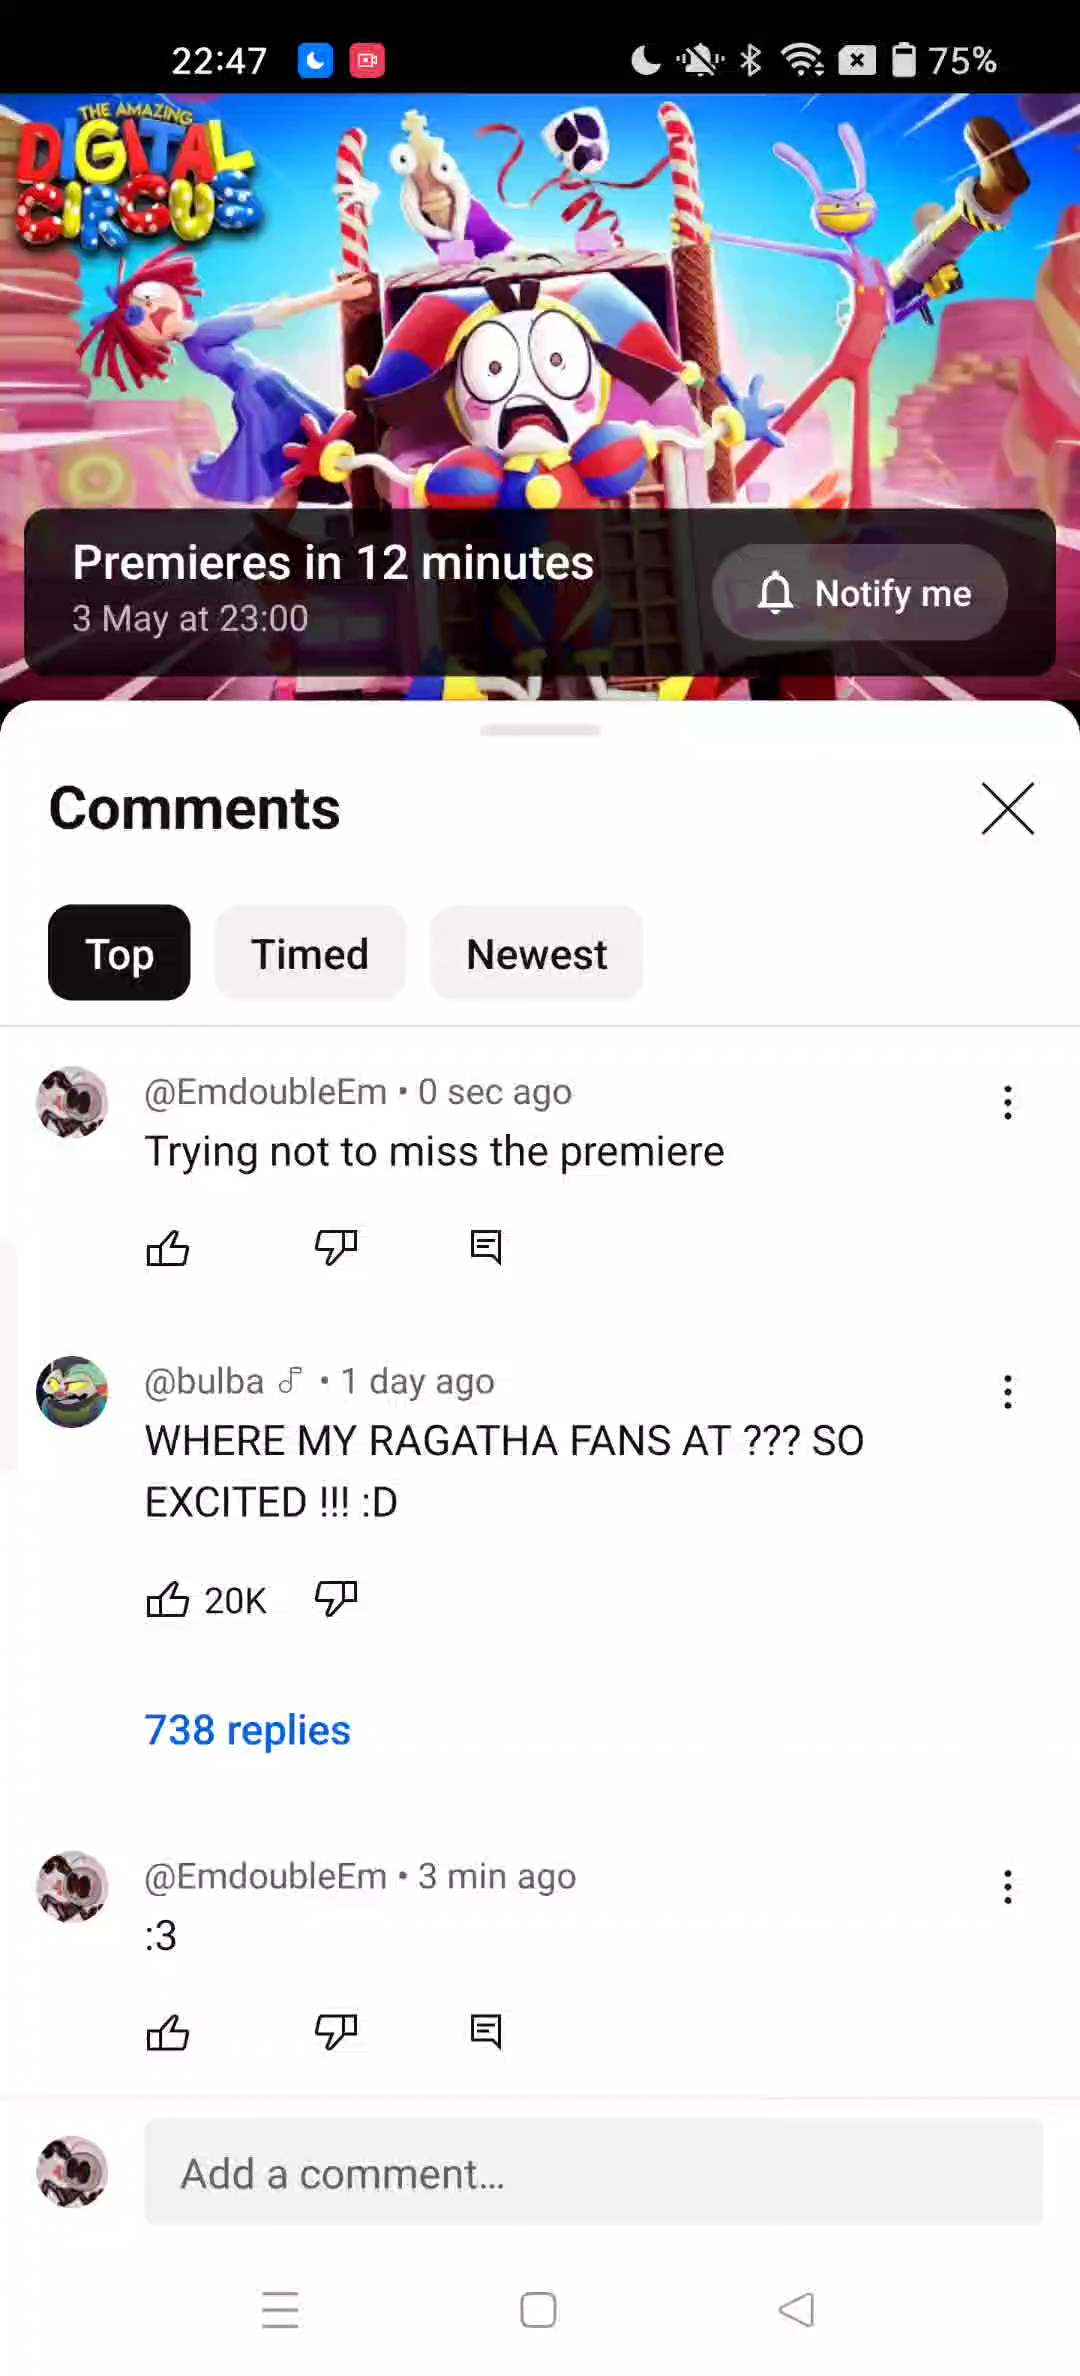 22:47
75%
THE AMAZING
DIGITAL
CIRCUS
Premieres in 12 minutes
3 May at 23:00
Notify me
Comments
Top
Timed
Newest
@EmdoubleEm • 0 sec ago
Trying not to miss the premiere
@bulba • 1 day ago
WHERE MY RAGATHA FANS AT ??? SO
EXCITED !!! :D
20K
738 replies
@EmdoubleEm • 3 min ago
:3
Add a comment...